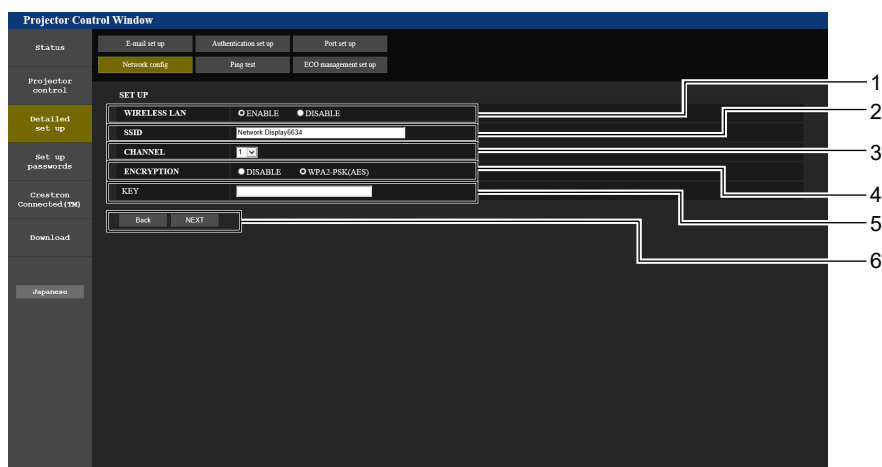 Projector Control Window
Status
E-mail set up Authentication set up Port set up
Network config Ping test ECO management set up
Projector
control
Detailed
set up
Set up
passwords
Crestron
Connected(TM)
Download
Japanese
SET UP
WIRELESS LAN ENABLE DISABLE
SSID Network Display6634
CHANNEL 1
ENCRYPTION DISABLE WPA2-PSK(AES)
KEY
Back NEXT
1
2
3
4
5
6